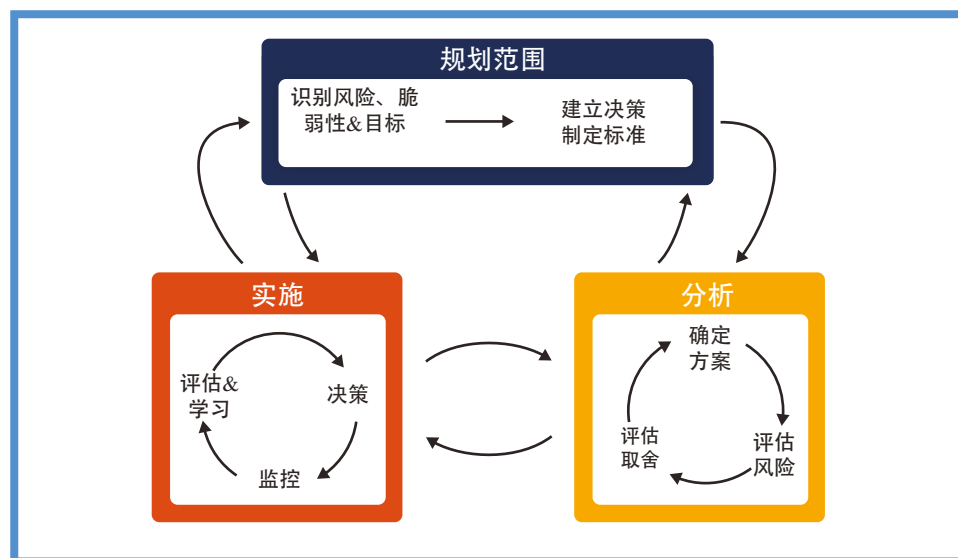 规划范围
识别风险、脆
弱性&目标
建立决策
制定标准
实施
评估&
学习
决策
监控
分析
确定
方案
评估
风险
评估
取舍